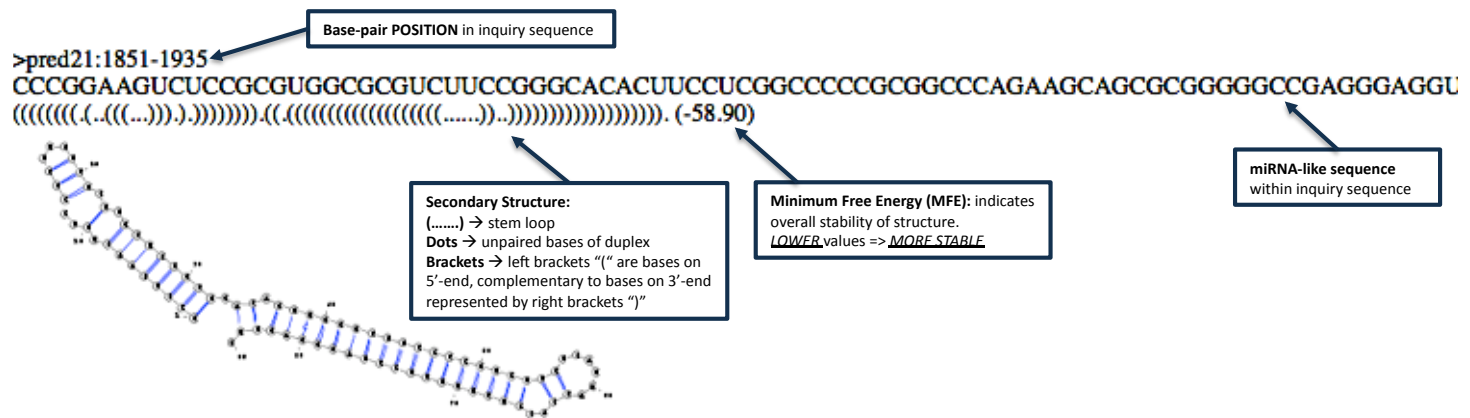 Base-pair POSITION in inquiry sequence
>pred21:1851-1935
CCCGGAAGUCUCCGCGUGGCGCGUCUUCCGGGCACACUUCCUCGGCCCCCGCGGCCCAGAAGCAGCGCGGGGGCCGAGGGAGGU
((((((((.(..(((...))).).)))))))).((.(((((((((((((((((((......))..))))))))))))))))))). (-58.90)
Secondary Structure:
(.......) → stem loop
Dots → unpaired bases of duplex
Brackets → left brackets “(“ are bases on
5’-end, complementary to bases on 3’-end
represented by right brackets “)”
Minimum Free Energy (MFE): indicates
overall stability of structure.
LOWER values => MORE STABLE
miRNA-like sequence
within inquiry sequence